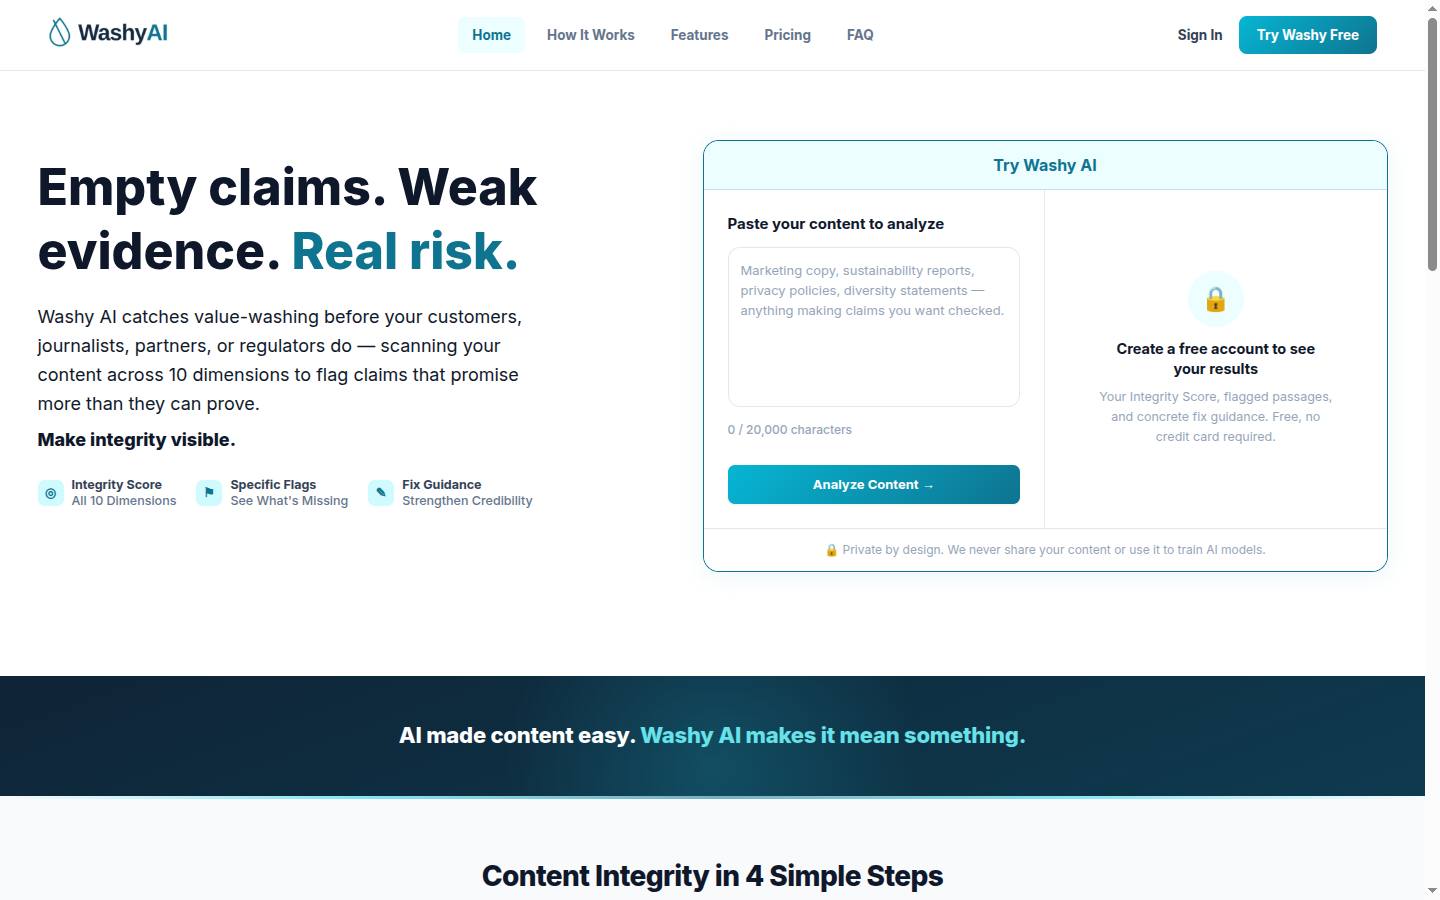 WashyAI
Home
How It Works
Features
Pricing
FAQ
Sign In
Try Washy Free
Empty claims. Weak
evidence. Real risk.
Washy AI catches value-washing before your customers,
journalists, partners, or regulators do — scanning your
content across 10 dimensions to flag claims that promise
more than they can prove.
Make integrity visible.
Integrity Score
All 10 Dimensions
Specific Flags
See What's Missing
Fix Guidance
Strengthen Credibility
Try Washy AI
Paste your content to analyze
Marketing copy, sustainability reports,
privacy policies, diversity statements —
anything making claims you want checked.
0 / 20,000 characters
Analyze Content →
Create a free account to see
your results
Your Integrity Score, flagged passages,
and concrete fix guidance. Free, no
credit card required.
Private by design. We never share your content or use it to train AI models.
AI made content easy. Washy AI makes it mean something.
Content Integrity in 4 Simple Steps